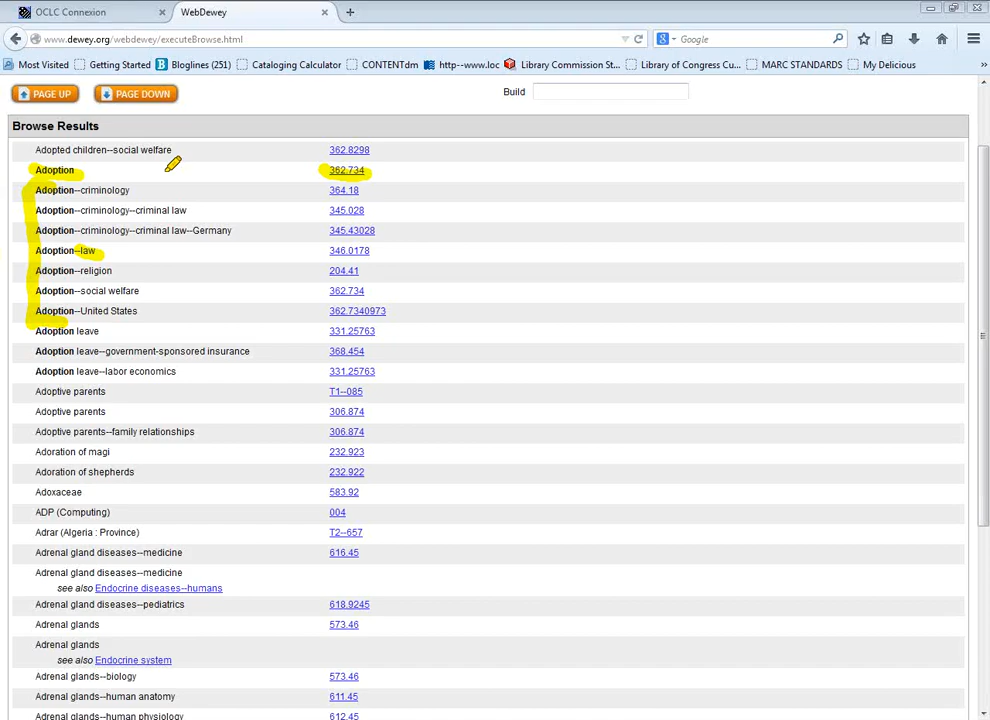 OCLC Connexion × WebDewey × +
www.dewey.org/webdewey/executeBrowse.html Google
Most Visited Getting Started Bloglines (251) Cataloging Calculator CONTENTdm http--www.loc Library Commission St... Library of Congress Cu... MARC STANDARDS My Delicious »
PAGE UP PAGE DOWN Build
Browse Results
Adopted children--social welfare 362.8298
Adoption 362.734
Adoption--criminology 364.18
Adoption--criminology--criminal law 345.028
Adoption--criminology--criminal law--Germany 345.43028
Adoption--law 346.0178
Adoption--religion 204.41
Adoption--social welfare 362.734
Adoption--United States 362.7340973
Adoption leave 331.25763
Adoption leave--government-sponsored insurance 368.454
Adoption leave--labor economics 331.25763
Adoptive parents T1--085
Adoptive parents 306.874
Adoptive parents--family relationships 306.874
Adoration of magi 232.923
Adoration of shepherds 232.922
Adoxaceae 583.92
ADP (Computing) 004
Adrar (Algeria : Province) T2--657
Adrenal gland diseases--medicine 616.45
Adrenal gland diseases--medicine
see also Endocrine diseases--humans
Adrenal gland diseases--pediatrics 618.9245
Adrenal glands 573.46
Adrenal glands
see also Endocrine system
Adrenal glands--biology 573.46
Adrenal glands--human anatomy 611.45
Adrenal glands--human physiology 612.45